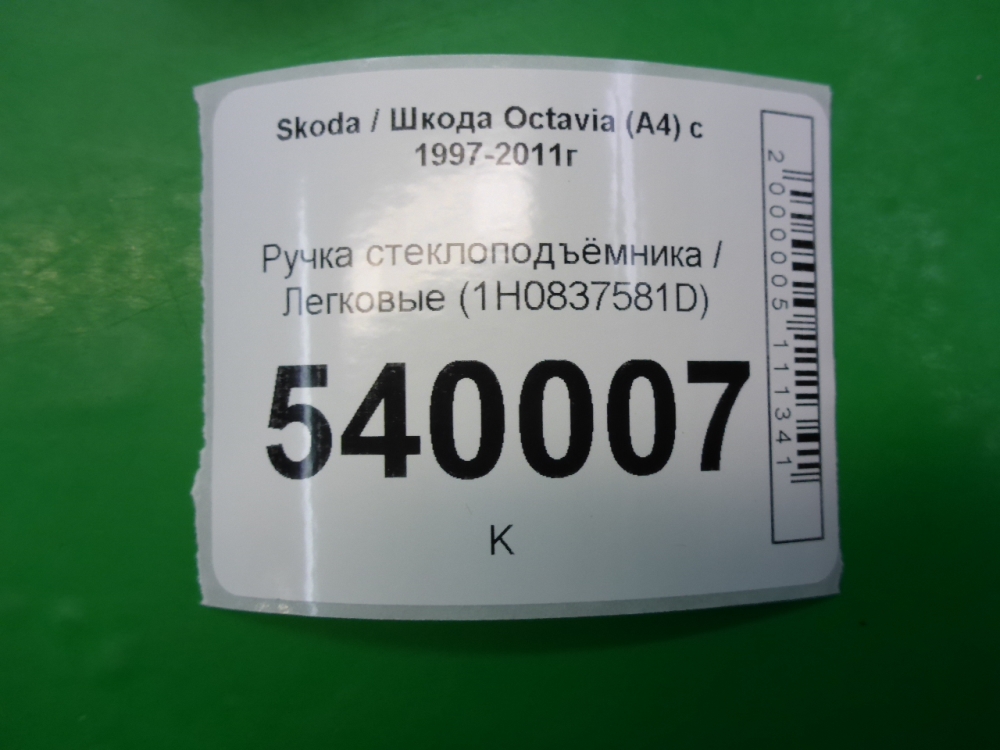 Skoda / Шкода Octavia (A4) с
1997-2011г
Ручка стеклоподъёмника /
Легковые (1H0837581D)
540007
К
2000005111341